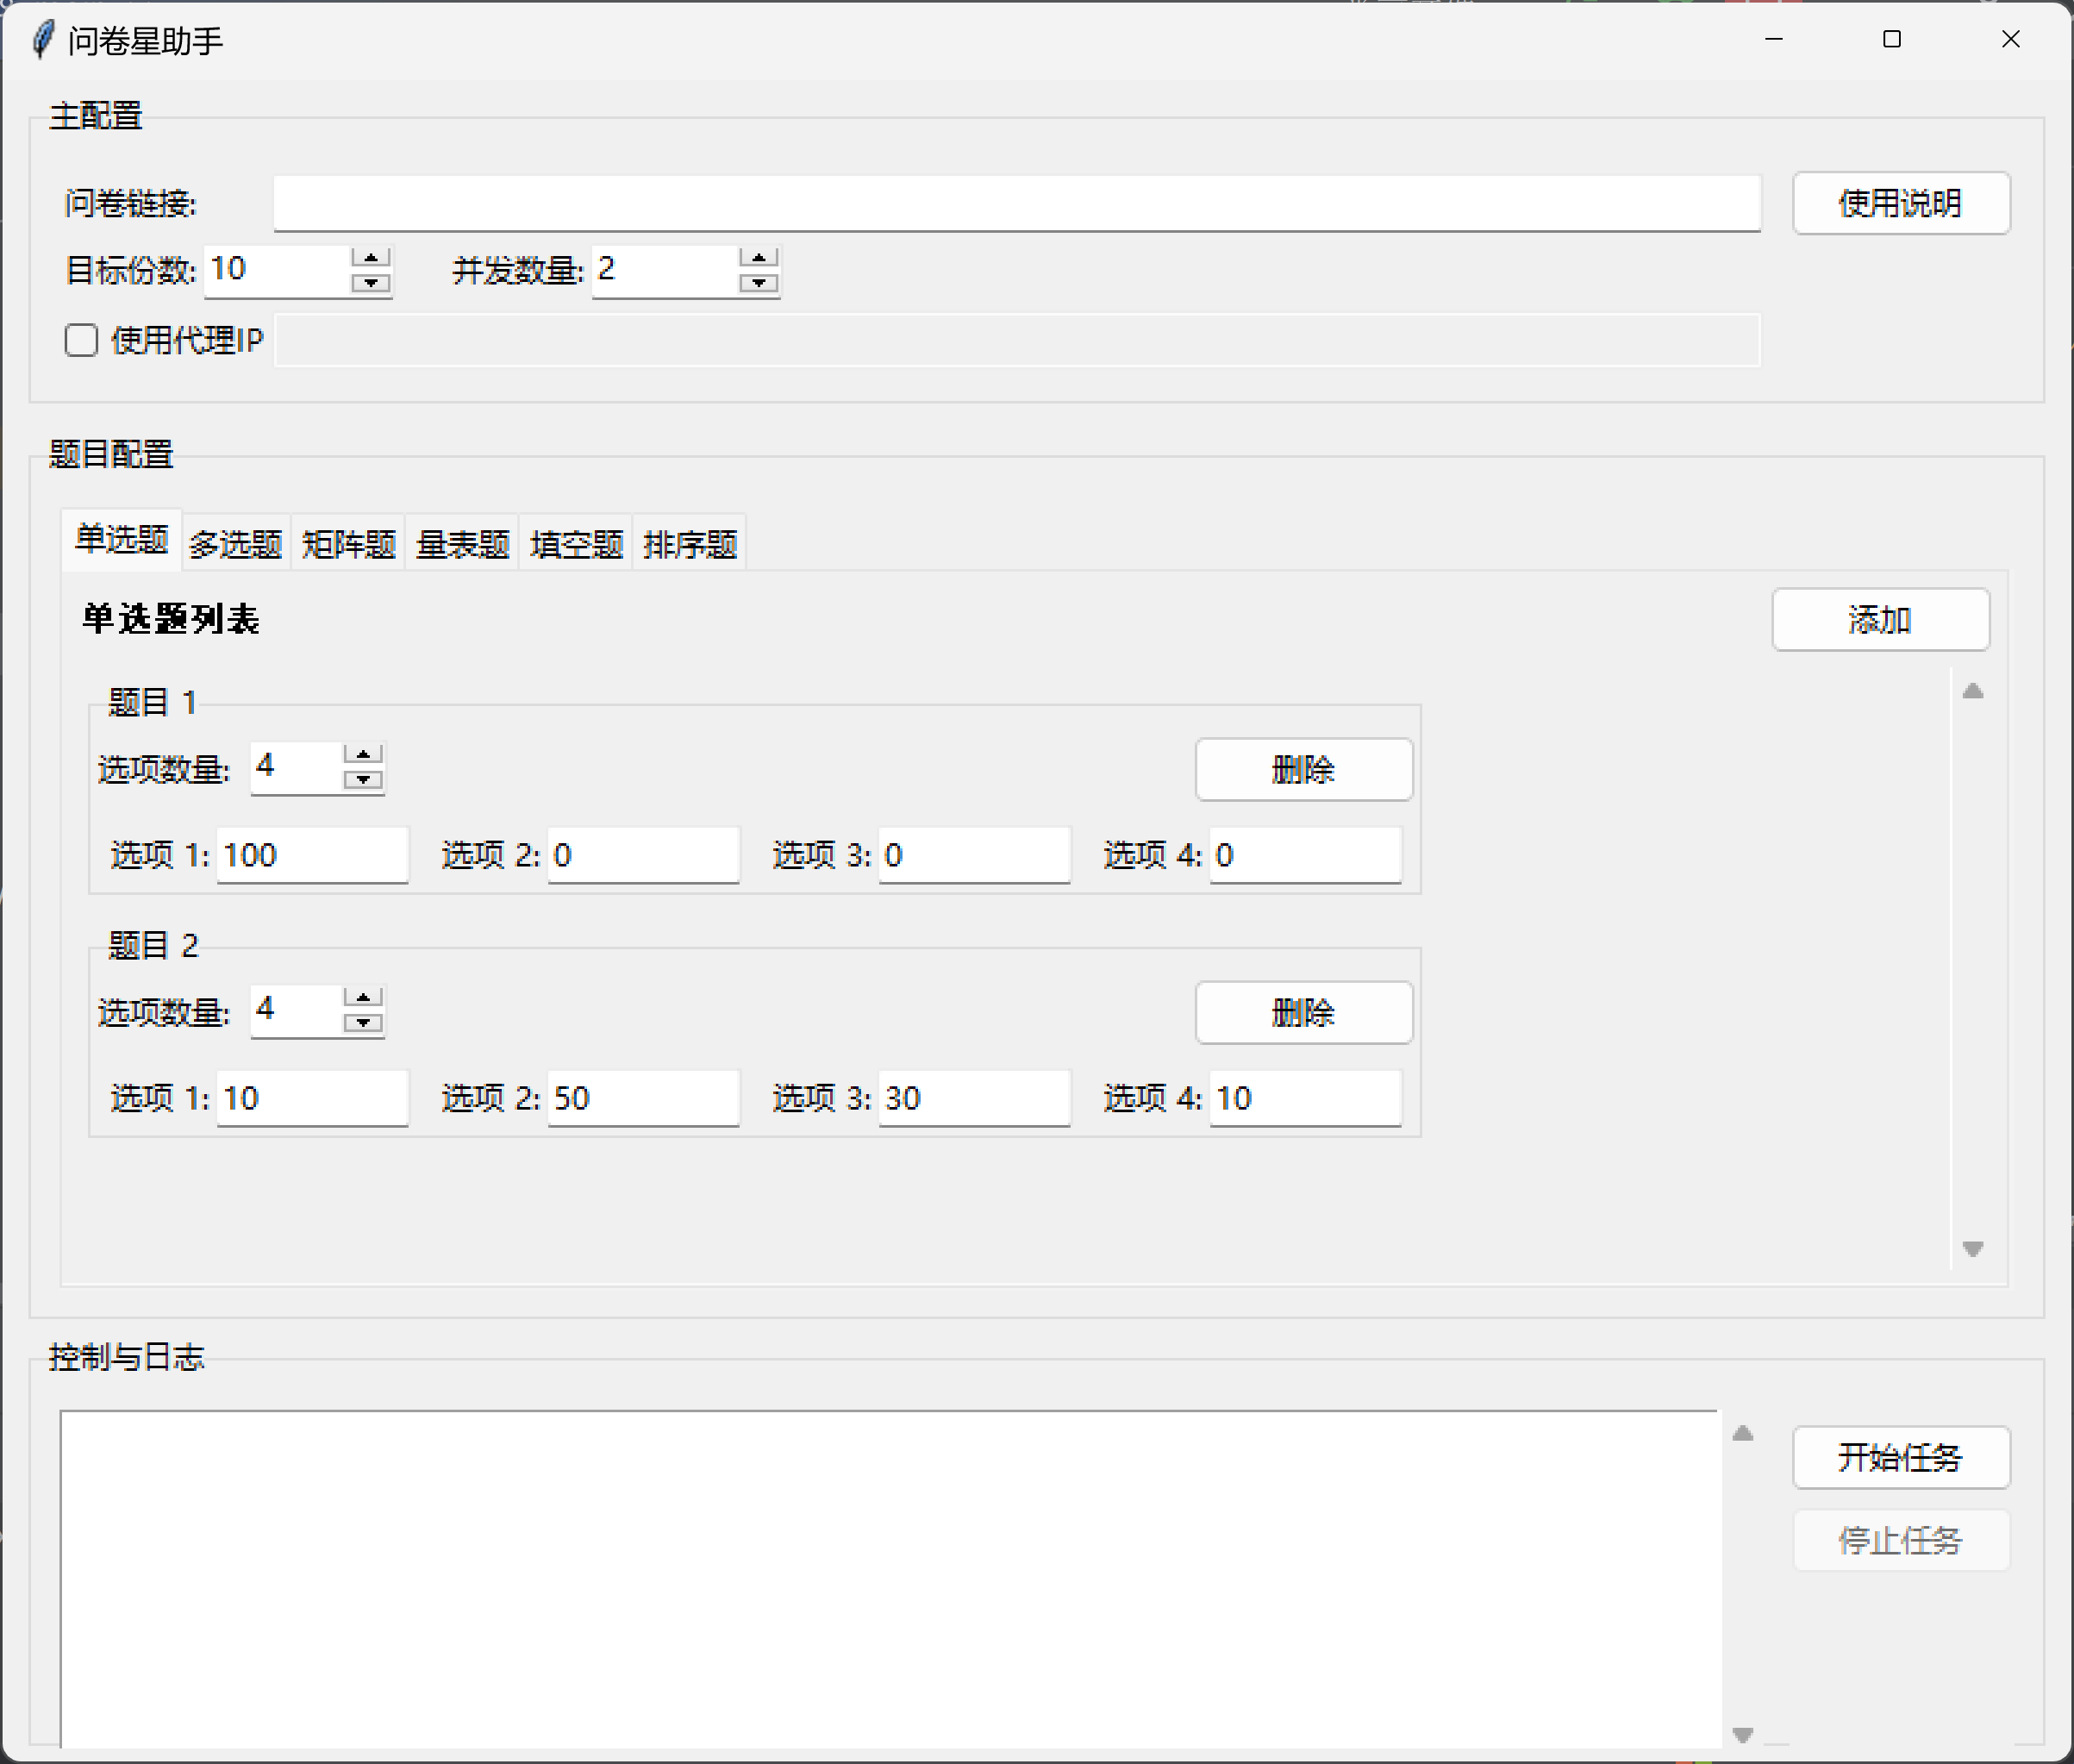 问卷星助手
主配置
问卷链接:
使用说明
目标份数: 10 并发数量: 2
使用代理IP
题目配置
单选题 多选题 矩阵题 量表题 填空题 排序题
单选题列表 添加
题目 1
选项数量: 4 删除
选项 1: 100 选项 2: 0 选项 3: 0 选项 4: 0
题目 2
选项数量: 4 删除
选项 1: 10 选项 2: 50 选项 3: 30 选项 4: 10
控制与日志
开始任务
停止任务